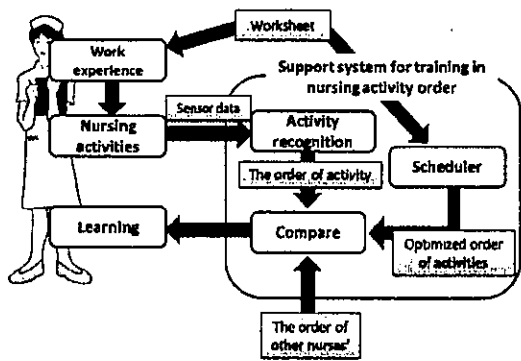 Worksheet
Work
experience
Support system for training in
nursing activity order
Sensor data
Nursing
activities
Activity
recognition
The order of activity
Scheduler
Learning
Compare
Optimized order
of activities
The order of
other nurses'